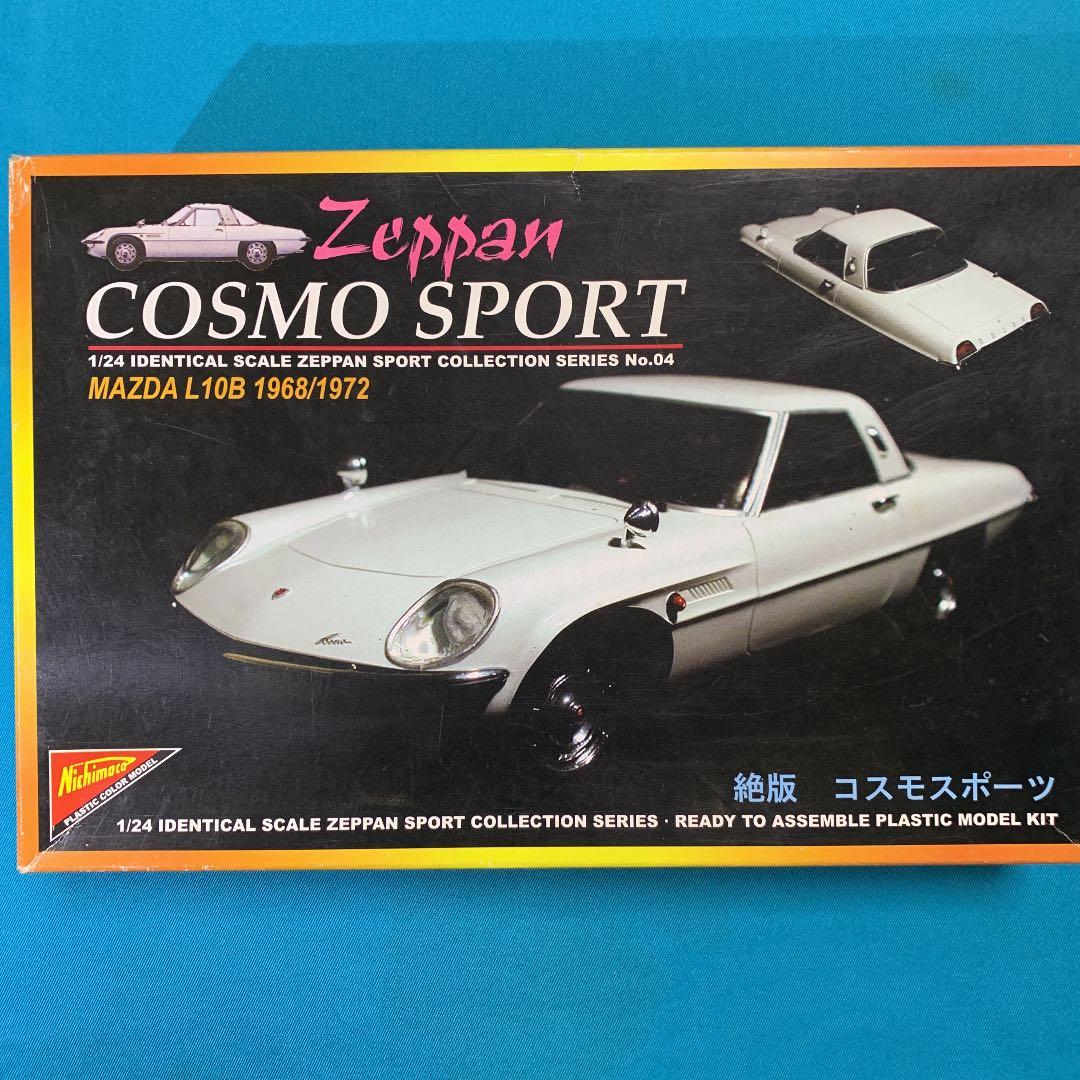 Zeppan
COSMO SPORT
1/24 IDENTICAL SCALE ZEPPAN SPORT COLLECTION SERIES No.04
MAZDA L10B 1968/1972
Cosmo
Nichimoco
PLASTIC COLOR MODEL
絶版 コスモスポーツ
1/24 IDENTICAL SCALE ZEPPAN SPORT COLLECTION SERIES · READY TO ASSEMBLE PLASTIC MODEL KIT